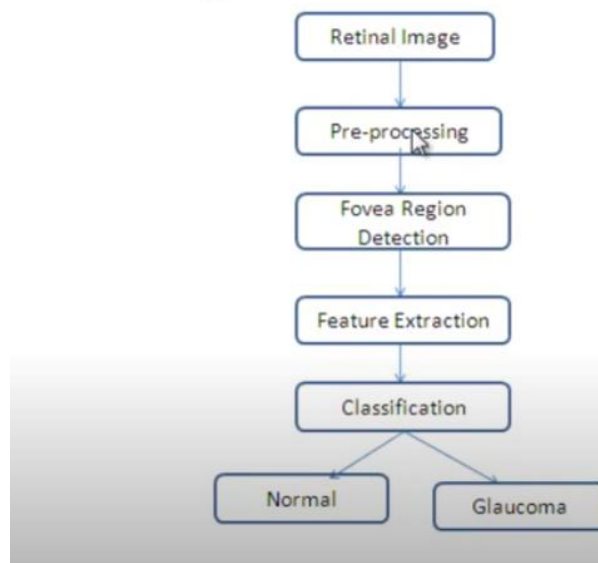 Retinal Image
Pre-processing
Fovea Region
Detection
Feature Extraction
Classification
Normal
Glaucoma